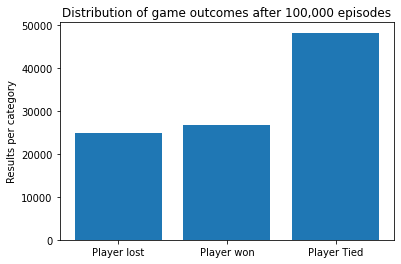 Distribution of game outcomes after 100,000 episodes
Results per category
50000
40000
30000
20000
10000
0
Player lost
Player won
Player Tied